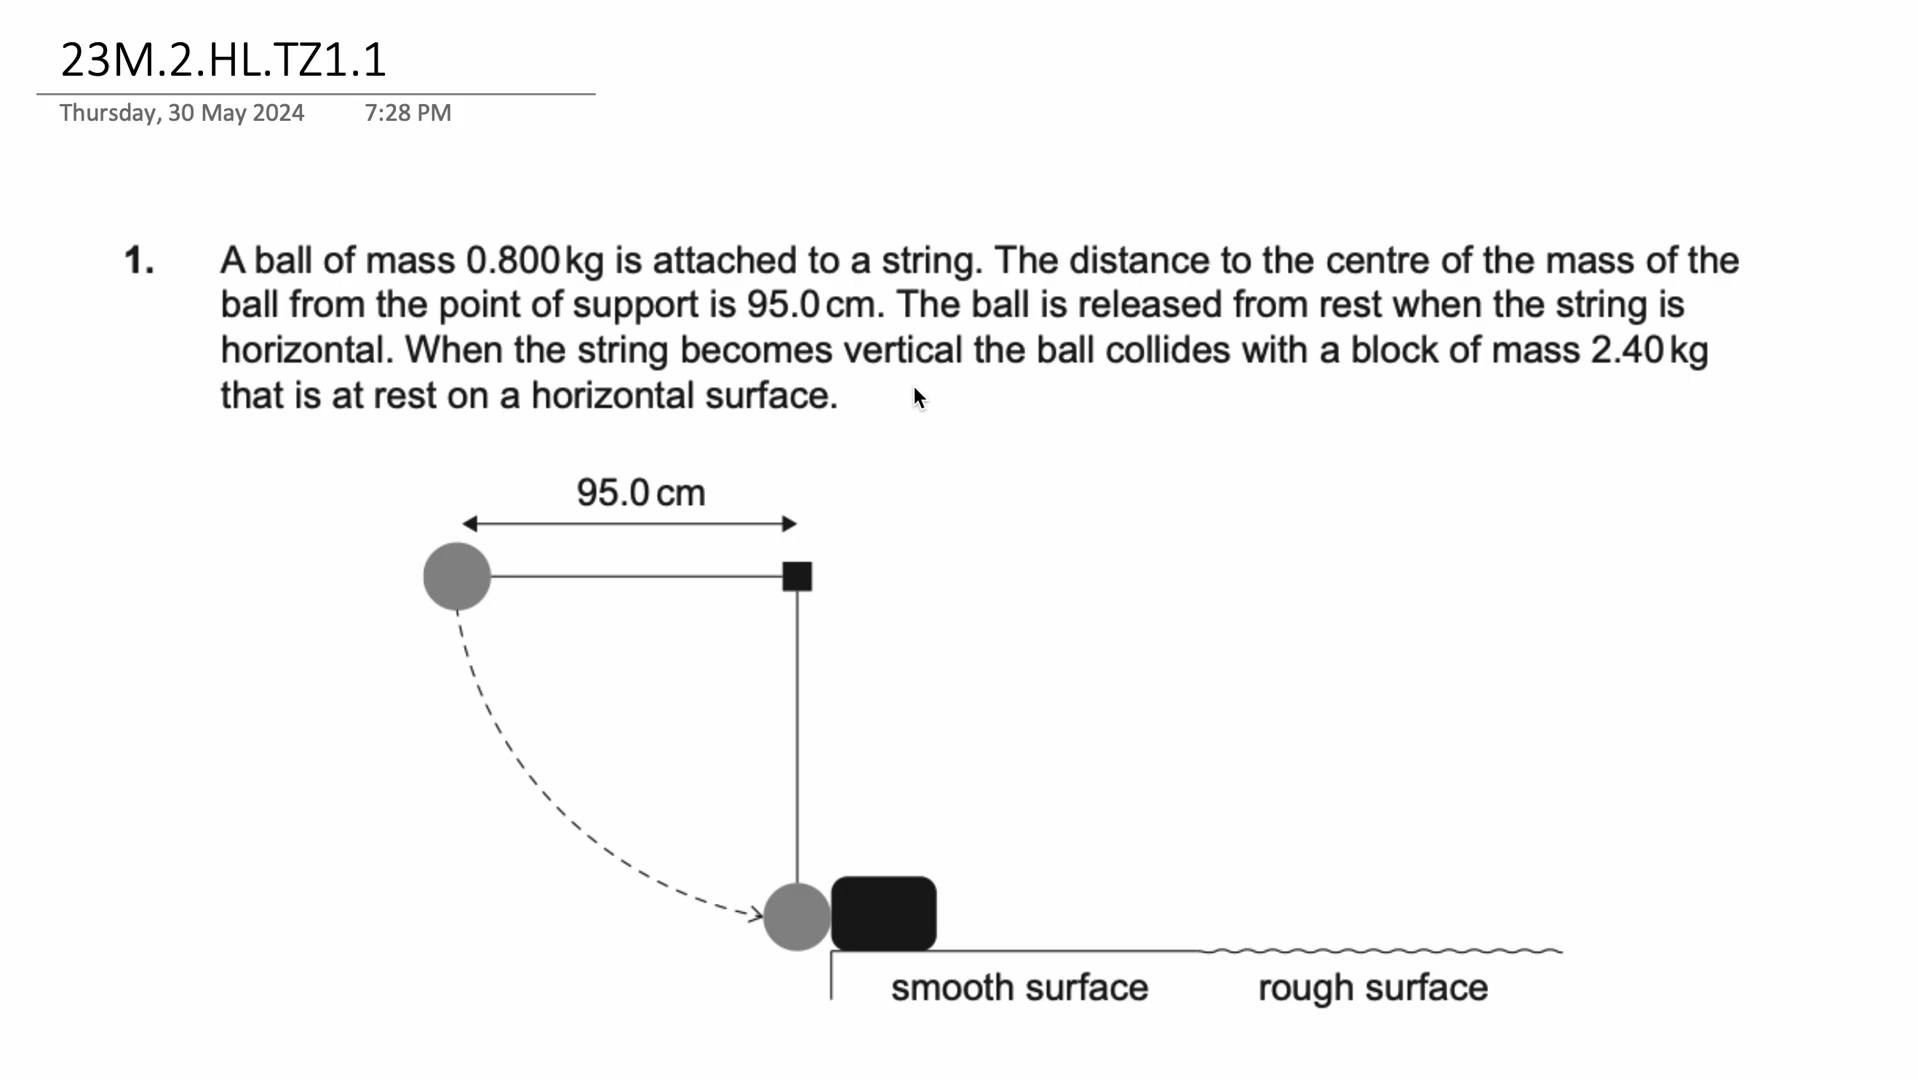 23M.2.HL.TZ1.1
Thursday, 30 May 2024 7:28 PM
1. A ball of mass 0.800 kg is attached to a string. The distance to the centre of the mass of the
ball from the point of support is 95.0 cm. The ball is released from rest when the string is
horizontal. When the string becomes vertical the ball collides with a block of mass 2.40 kg
that is at rest on a horizontal surface.
95.0 cm
smooth surface rough surface